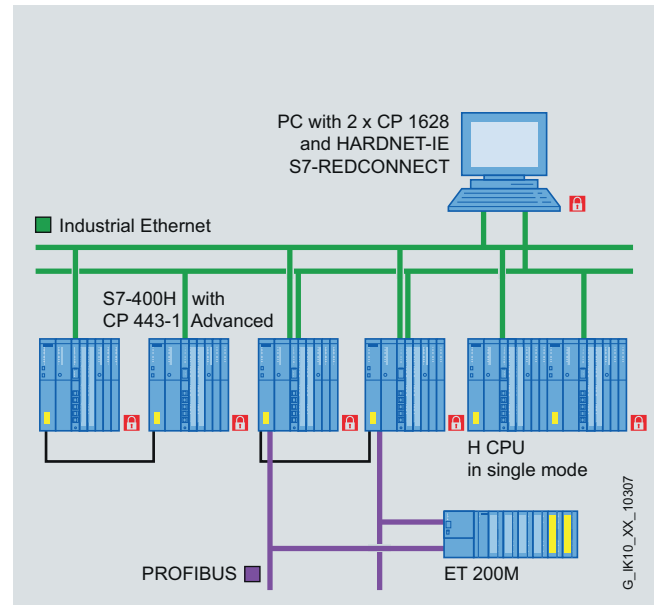 PC with 2 x CP 1628
and HARDNET-IE
S7-REDCONNECT
Industrial Ethernet
S7-400H with
CP 443-1 Advanced
H CPU
in single mode
PROFIBUS
ET 200M
G_IK10_XX_10307